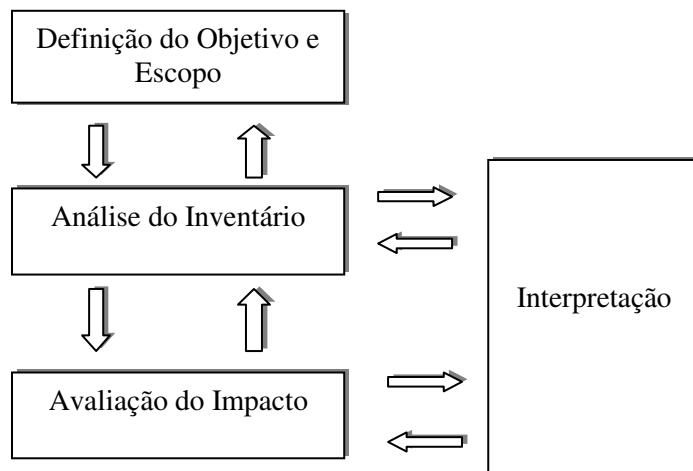 Definição do Objetivo e
Escopo
Análise do Inventário
Interpretação
Avaliação do Impacto